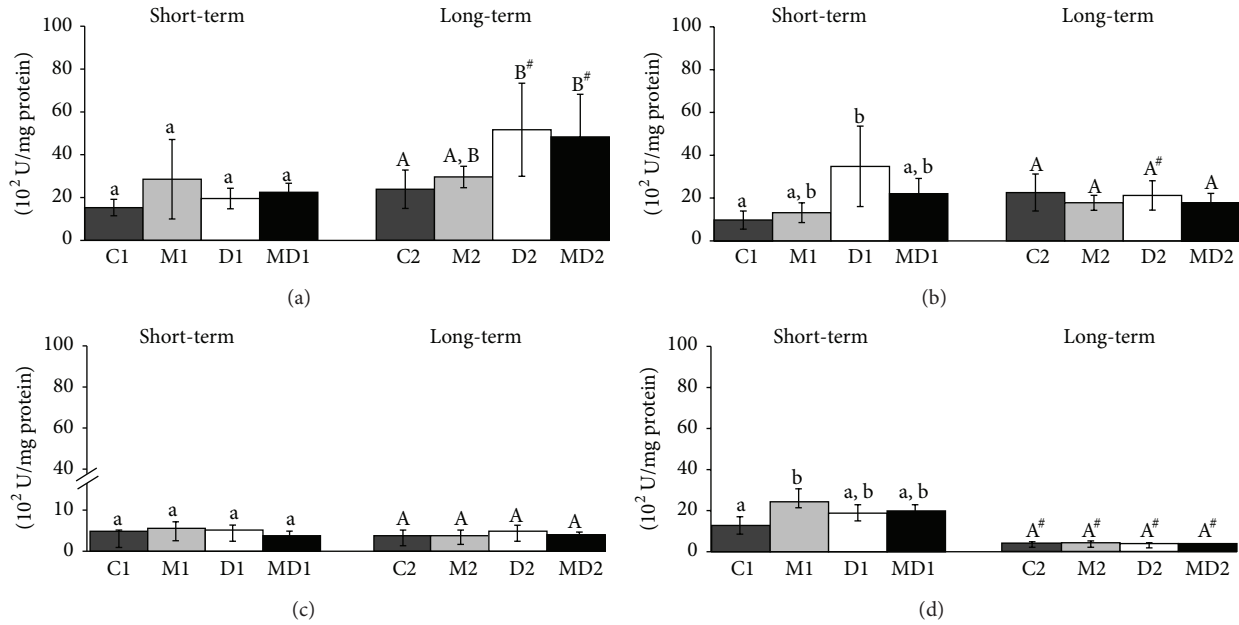 Short-term Long-term
100
80
60
40
20
0
(10² U/mg protein)
a a a a A A, B B# B#
C1 M1 D1 MD1 C2 M2 D2 MD2
(a)
Short-term Long-term
100
80
60
40
20
0
(10² U/mg protein)
a a, b b a, b A A A# A
C1 M1 D1 MD1 C2 M2 D2 MD2
(b)
Short-term Long-term
100
80
60
40
10
0
(10² U/mg protein)
a a a a A A A A
C1 M1 D1 MD1 C2 M2 D2 MD2
(c)
Short-term Long-term
100
80
60
40
20
0
(10² U/mg protein)
a b a, b a, b A# A# A# A#
C1 M1 D1 MD1 C2 M2 D2 MD2
(d)